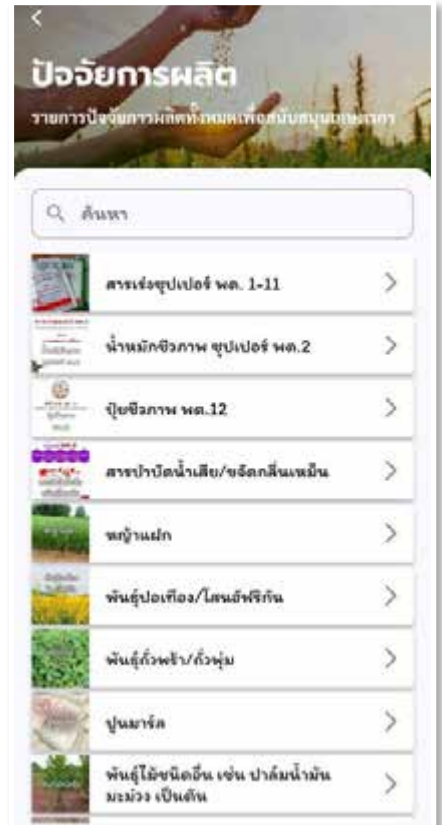 ปัจจัยการผลิต
รายการปัจจัยการผลิตทั้งหมดเพื่อสนับสนุนเกษตรกร
ค้นหา
สารเร่งซุปเปอร์ พด. 1-11
น้ำหมักชีวภาพ ซุปเปอร์ พด.2
ปุ๋ยชีวภาพ พด.12
สารบำบัดน้ำเสีย/ขจัดกลิ่นเหม็น
หญ้าแฝก
พันธุ์ปอเทือง/โสนอัฟริกัน
พันธุ์ถั่วพร้า/ถั่วพุ่ม
ปูนมาร์ล
พันธุ์ไม้ชนิดอื่น เช่น ปาล์มน้ำมัน
มะม่วง เป็นต้น